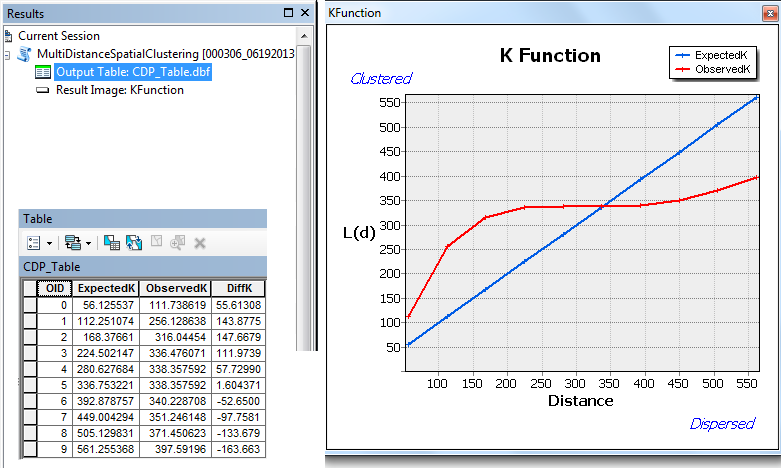 Results
Current Session
MultiDistanceSpatialClustering [000306_06192013
Output Table: CDP_Table.dbf
Result Image: KFunction
Table
CDP_Table
OID ExpectedK ObservedK DiffK
0 56.125537 111.738619 55.61308
1 112.251074 256.128638 143.8775
2 168.37661 316.04454 147.6679
3 224.502147 336.476071 111.9739
4 280.627684 338.357592 57.72990
5 336.753221 338.357592 1.604371
6 392.878757 340.228708 -52.6500
7 449.004294 351.246148 -97.7581
8 505.129831 371.450623 -133.679
9 561.255368 397.59196 -163.663
KFunction
K Function
ExpectedK
ObservedK
Clustered
550
500
450
400
350
300
250
200
150
100
50
L(d)
100 150 200 250 300 350 400 450 500 550
Distance
Dispersed